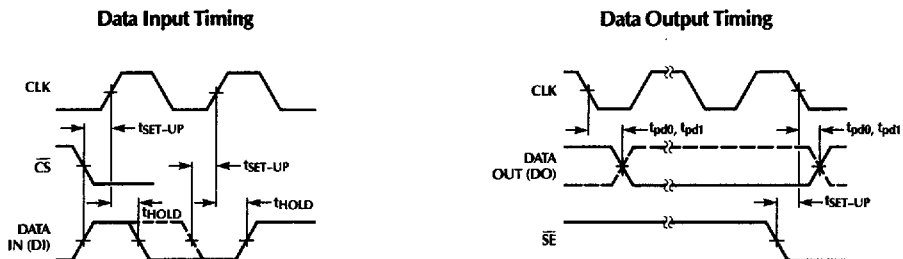 Data Input Timing
CLK
tSET-UP
CS
tSET-UP
tHOLD
tHOLD
DATA
IN (DI)
Data Output Timing
CLK
tpd0, tpd1
tpd0, tpd1
DATA
OUT (DO)
tSET-UP
SE